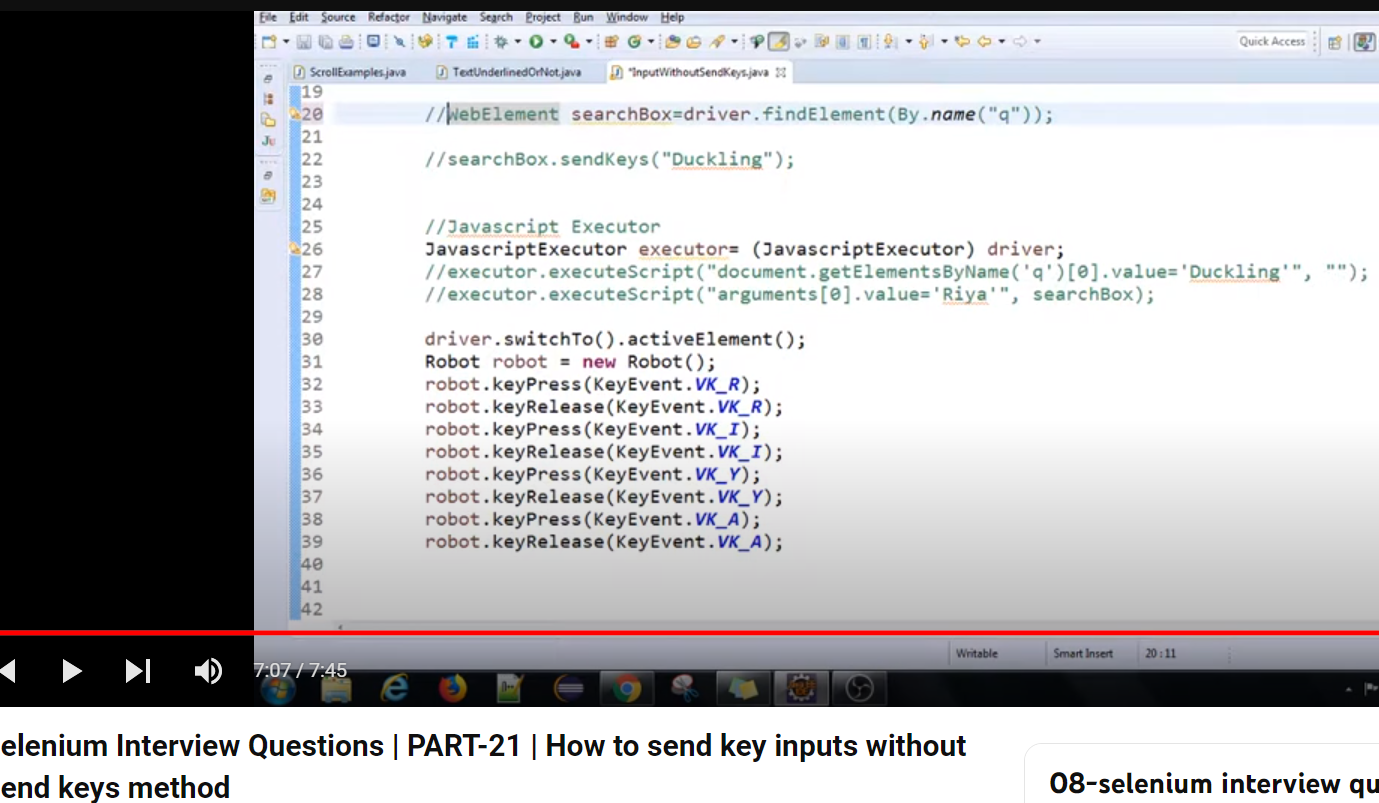 File Edit Source Refactor Navigate Search Project Run Window Help
Quick Access
ScrollExamples.java TextUnderlinedOrNot.java *InputWithoutSendKeys.java
19
20 //WebElement searchBox=driver.findElement(By.name("q"));
21
22 //searchBox.sendKeys("Duckling");
23
24
25 //Javascript Executor
26 JavascriptExecutor executor= (JavascriptExecutor) driver;
27 //executor.executeScript("document.getElementsByName('q')[0].value='Duckling'", "");
28 //executor.executeScript("arguments[0].value='Riya'", searchBox);
29
30 driver.switchTo().activeElement();
31 Robot robot = new Robot();
32 robot.keyPress(KeyEvent.VK_R);
33 robot.keyRelease(KeyEvent.VK_R);
34 robot.keyPress(KeyEvent.VK_I);
35 robot.keyRelease(KeyEvent.VK_I);
36 robot.keyPress(KeyEvent.VK_Y);
37 robot.keyRelease(KeyEvent.VK_Y);
38 robot.keyPress(KeyEvent.VK_A);
39 robot.keyRelease(KeyEvent.VK_A);
40
41
42
Writable Smart Insert 20 : 11
7:07 / 7:45
elenium Interview Questions | PART-21 | How to send key inputs without
end keys method
08-selenium interview qu